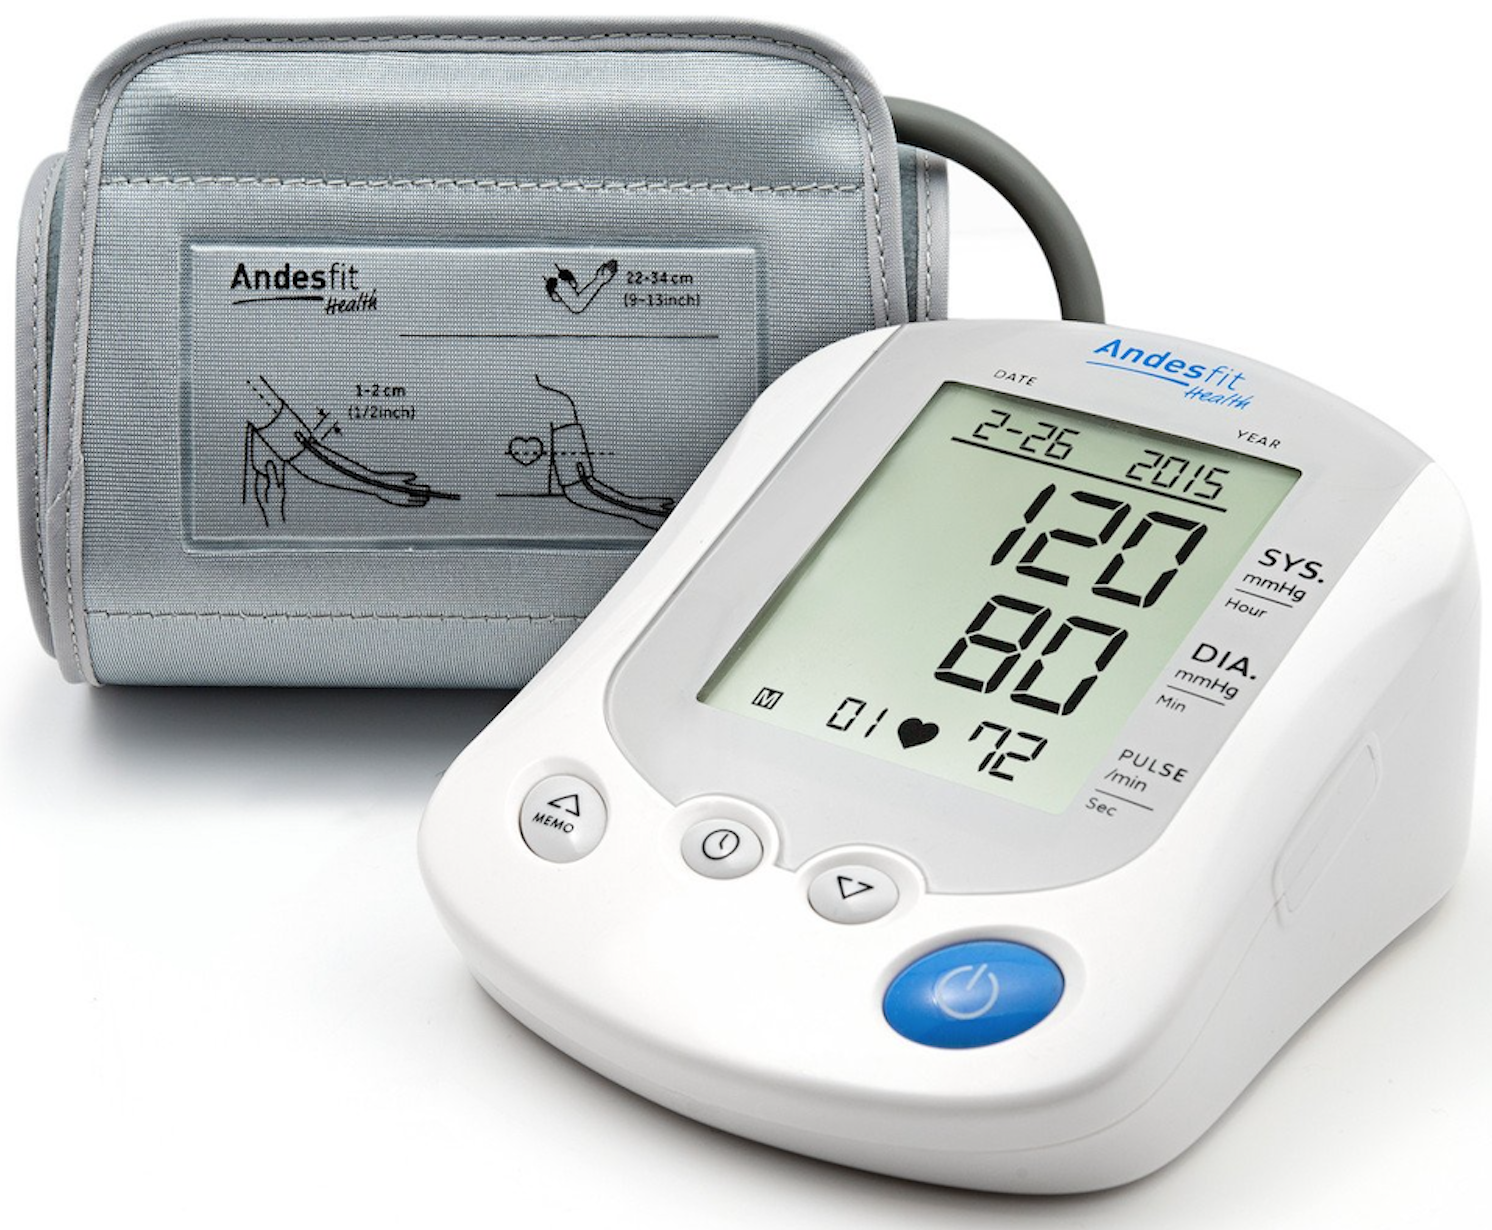 Andesfit
Health
22-34 cm
(9-13inch)
1-2 cm
(1/2inch)
Andesfit
Health
DATE
YEAR
2-26 2015
120
SYS.
mmHg
Hour
80
DIA.
mmHg
Min
M 01 72
PULSE
/min
Sec
MEMO